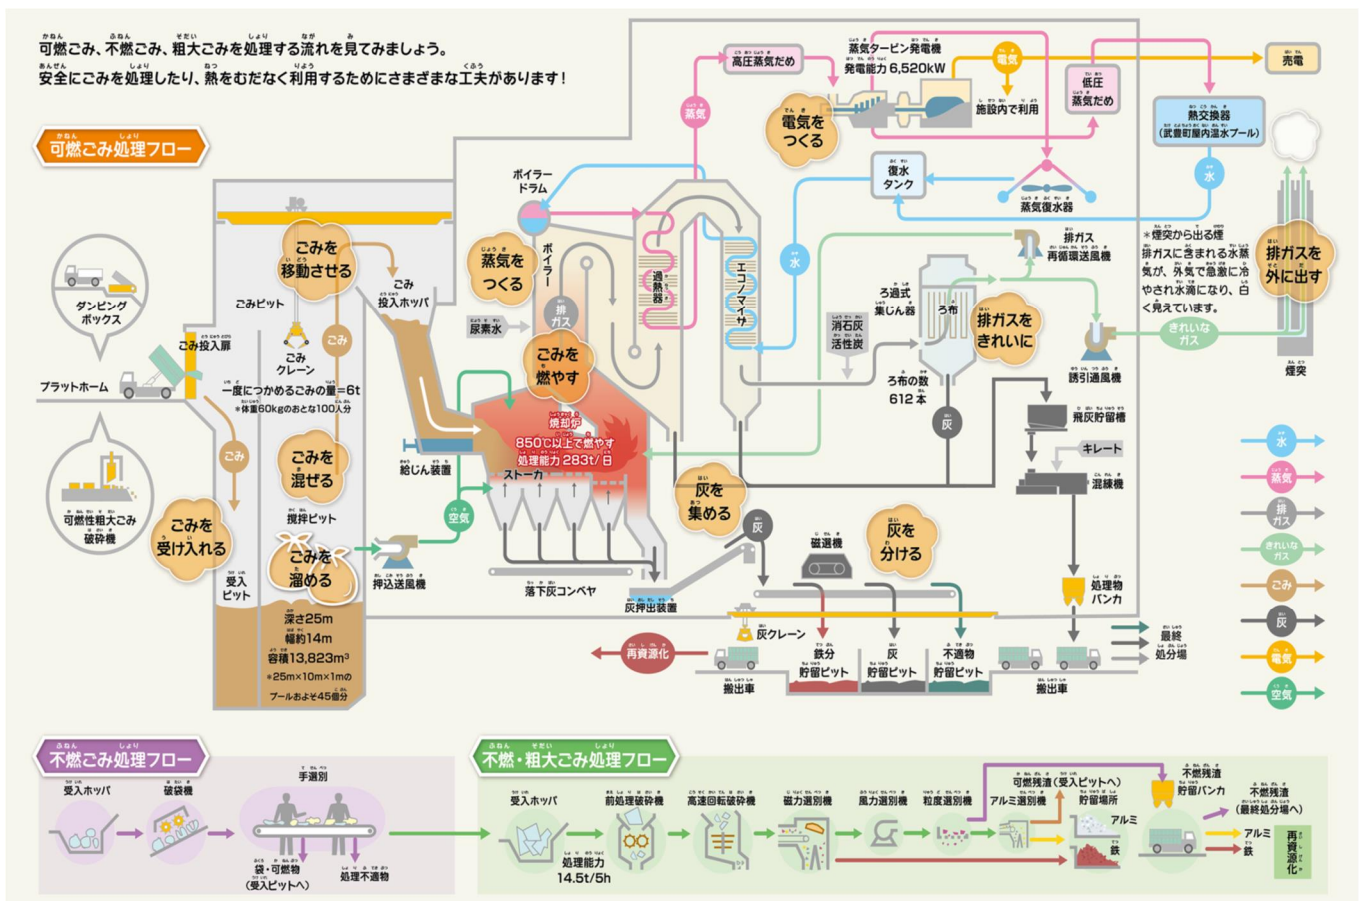 可燃ごみ、不燃ごみ、粗大ごみを処理する流れを見てみましょう。
安全にごみを処理したり、熱をむだなく利用するためにさまざまな工夫があります！
可燃ごみ処理フロー
ダンピング
ボックス
プラットホーム
可燃性粗大ごみ
破砕機
ごみ投入扉
ごみ
ごみを
受け入れる
受入
ピット
ごみを
移動させる
ごみピット
ごみ
クレーン
一度につかめるごみの量＝6t
＊体重60kgのおとな100人分
ごみ
ごみを
混ぜる
撹拌ピット
ごみを
溜める
深さ25m
幅約14m
容積13,823m³
＊25m×10m×1mの
プールおよそ45個分
ごみ
投入ホッパ
給じん装置
空気
押込送風機
ボイラー
ドラム
蒸気を
つくる
ボイラー
尿素水
排
ガス
ごみを
燃やす
焼却炉
850℃以上で燃やす
処理能力 283t/日
ストーカ
落下灰コンベヤ
灰押出装置
過熱器
エコノマイザ
蒸気
高圧蒸気だめ
蒸気タービン発電機
発電能力 6,520kW
電気を
つくる
電気
施設内で利用
売電
低圧
蒸気だめ
熱交換器
(武豊町屋内温水プール)
水
復水
タンク
蒸気復水器
水
排ガス
再循環送風機
＊煙突から出る煙
排ガスに含まれる水蒸
気が、外気で急激に冷
やされ水滴になり、白
く見えています。
排ガスを
外に出す
煙突
きれいな
ガス
誘引通風機
ろ過式
集じん器
ろ布
排ガスを
きれいに
消石灰
活性炭
ろ布の数
612 本
灰
飛灰貯留槽
キレート
混練機
処理物
バンカ
灰を
集める
灰
磁選機
灰を
分ける
灰クレーン
再資源化
搬出車
鉄分
貯留ピット
灰
貯留ピット
不適物
貯留ピット
搬出車
最終
処分場
水
蒸気
排
ガス
きれいな
ガス
ごみ
灰
電気
空気
不燃ごみ処理フロー
受入ホッパ
破袋機
手選別
袋・可燃物
(受入ピットへ)
処理不適物
不燃・粗大ごみ処理フロー
受入ホッパ
前処理破砕機
処理能力
14.5t/5h
高速回転破砕機
磁力選別機
風力選別機
粒度選別機
アルミ選別機
可燃残渣(受入ピットへ)
貯留場所
アルミ
鉄
不燃残渣
貯留バンカ
不燃残渣
(最終処分場へ)
アルミ
鉄
再資源化